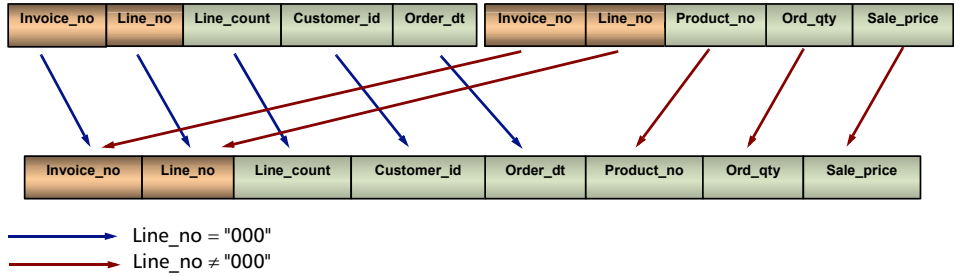 Invoice_no Line_no Line_count Customer_id Order_dt Invoice_no Line_no Product_no Ord_qty Sale_price
Invoice_no Line_no Line_count Customer_id Order_dt Product_no Ord_qty Sale_price
Line_no = "000"
Line_no ≠ "000"